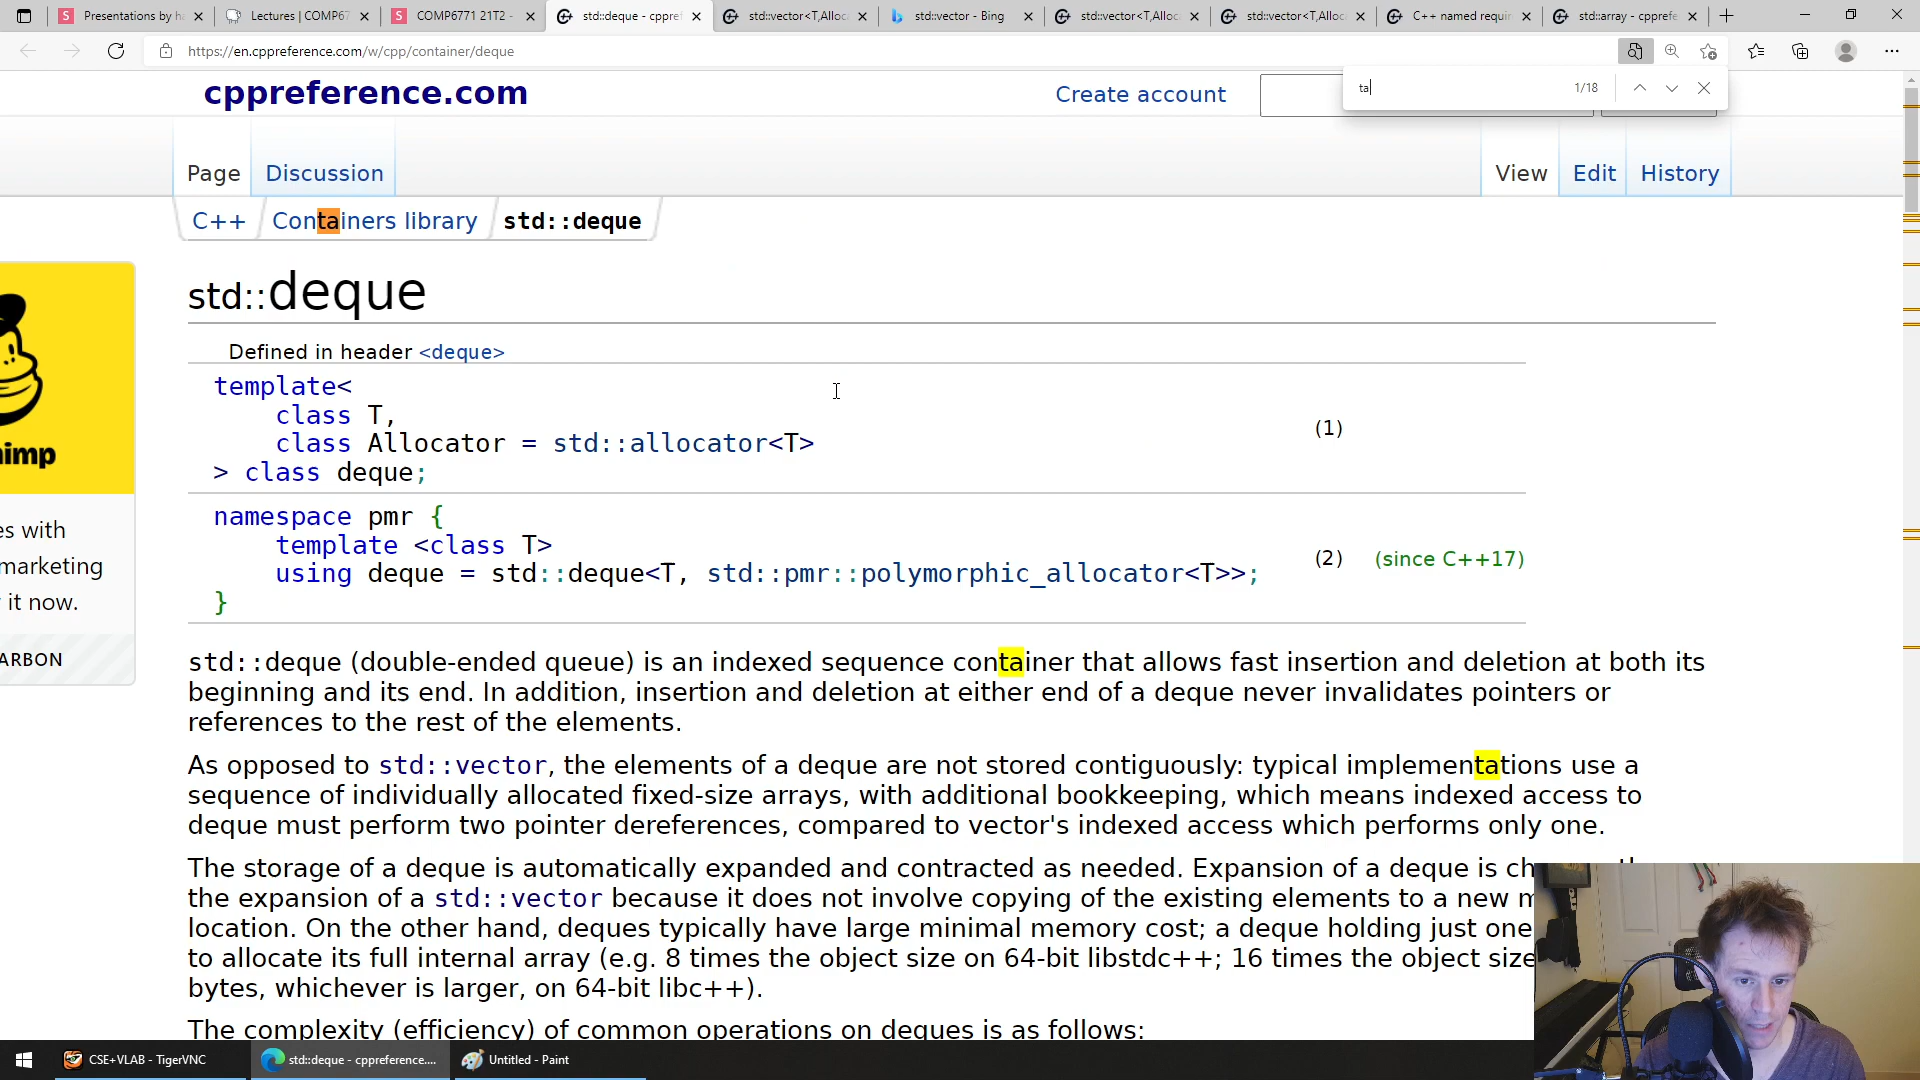 Presentations by ha
Lectures | COMP67
COMP6771 21T2 -
std::deque - cppref
std::vector<T,Alloc
std::vector - Bing
std::vector<T,Alloc
std::vector<T,Alloc
C++ named requir
std::array - cpprefe
https://en.cppreference.com/w/cpp/container/deque
ta
1/18
cppreference.com
Create account
Page
Discussion
View
Edit
History
C++
Containers library
std::deque
std::deque
Defined in header <deque>
template<
class T,
class Allocator = std::allocator<T>
> class deque;
(1)
namespace pmr {
template <class T>
using deque = std::deque<T, std::pmr::polymorphic_allocator<T>>;
}
(2)
(since C++17)
std::deque (double-ended queue) is an indexed sequence container that allows fast insertion and deletion at both its
beginning and its end. In addition, insertion and deletion at either end of a deque never invalidates pointers or
references to the rest of the elements.
As opposed to std::vector, the elements of a deque are not stored contiguously: typical implementations use a
sequence of individually allocated fixed-size arrays, with additional bookkeeping, which means indexed access to
deque must perform two pointer dereferences, compared to vector's indexed access which performs only one.
The storage of a deque is automatically expanded and contracted as needed. Expansion of a deque is ch
the expansion of a std::vector because it does not involve copying of the existing elements to a new m
location. On the other hand, deques typically have large minimal memory cost; a deque holding just one
to allocate its full internal array (e.g. 8 times the object size on 64-bit libstdc++; 16 times the object size
bytes, whichever is larger, on 64-bit libc++).
The complexity (efficiency) of common operations on deques is as follows:
imp
es with
marketing
it now.
ARBON
CSE+VLAB - TigerVNC
std::deque - cppreference....
Untitled - Paint